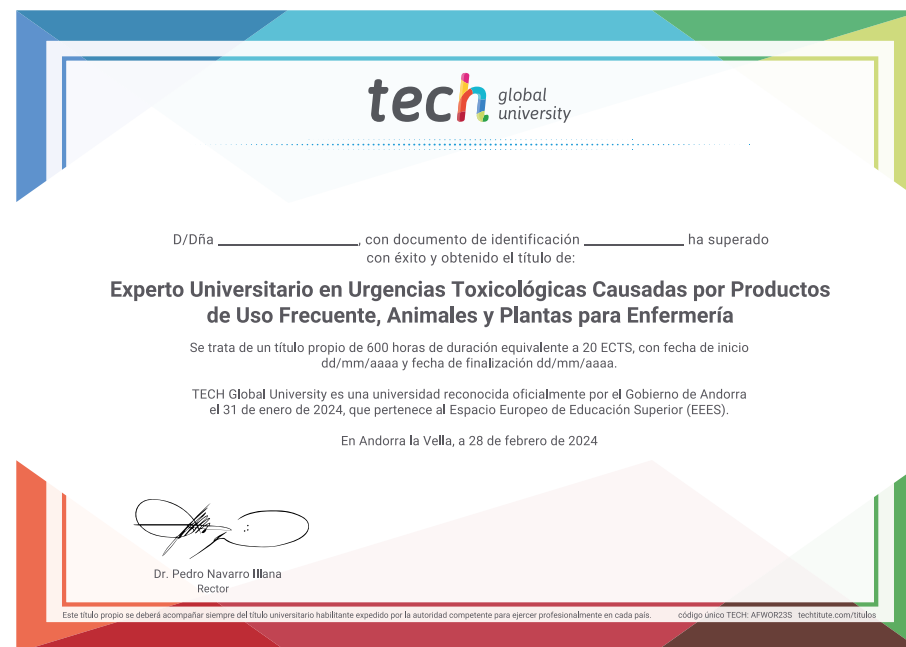 tech global
university
D/Dña ____________________, con documento de identificación ______________ ha superado
con éxito y obtenido el título de:
Experto Universitario en Urgencias Toxicológicas Causadas por Productos
de Uso Frecuente, Animales y Plantas para Enfermería
Se trata de un título propio de 600 horas de duración equivalente a 20 ECTS, con fecha de inicio
dd/mm/aaaa y fecha de finalización dd/mm/aaaa.
TECH Global University es una universidad reconocida oficialmente por el Gobierno de Andorra
el 31 de enero de 2024, que pertenece al Espacio Europeo de Educación Superior (EEES).
En Andorra la Vella, a 28 de febrero de 2024
Dr. Pedro Navarro Illana
Rector
Este título propio se deberá acompañar siempre del título universitario habilitante expedido por la autoridad competente para ejercer profesionalmente en cada país. código único TECH: AFWOR23S techtitute.com/titulos